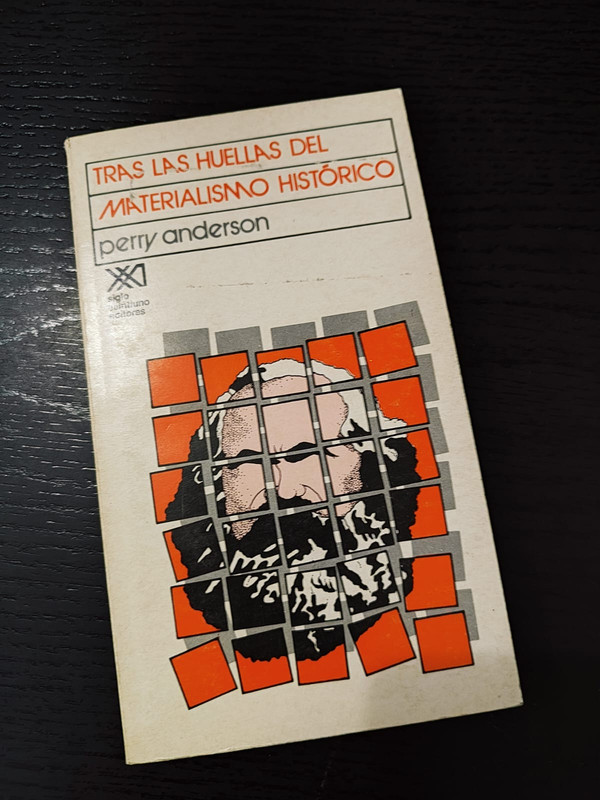 TRAS LAS HUELLAS DEL
MATERIALISMO HISTÓRICO
perry anderson
siglo
veintiuno
editores